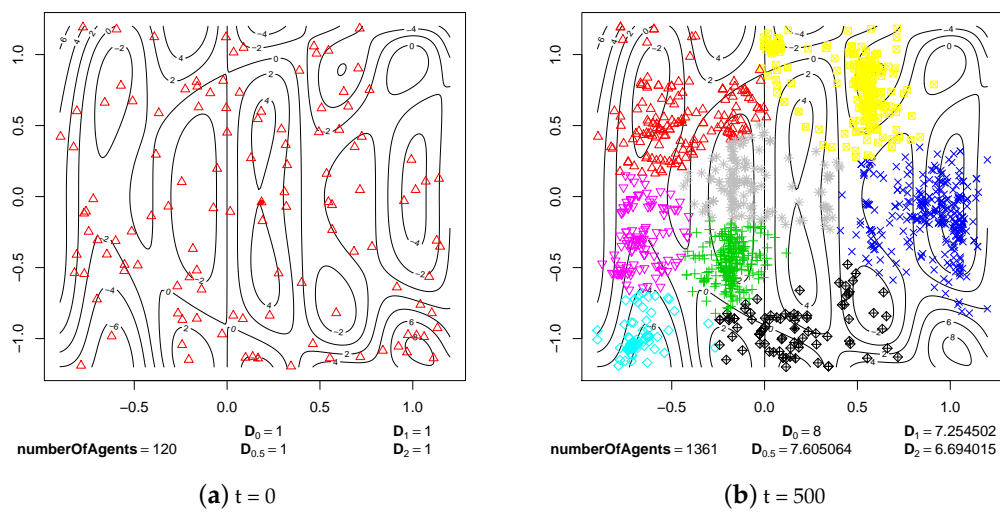 1.0
0.5
0.0
−0.5
−1.0
−0.5 0.0 0.5 1.0
D0 = 1 D1 = 1
numberOfAgents = 120 D0.5 = 1 D2 = 1
(a) t = 0
1.0
0.5
0.0
−0.5
−1.0
−0.5 0.0 0.5 1.0
D0 = 8 D1 = 7.254502
numberOfAgents = 1361 D0.5 = 7.605064 D2 = 6.694015
(b) t = 500